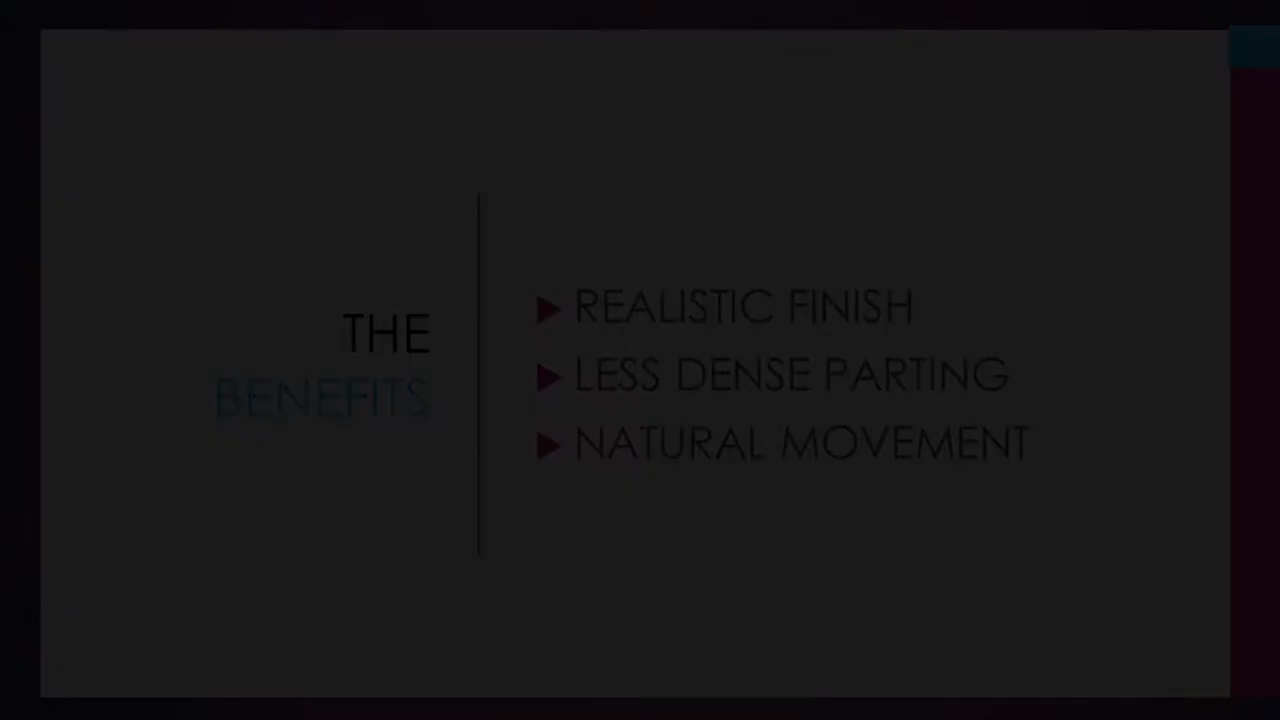 THE
BENEFITS
REALISTIC FINISH
LESS DENSE PARTING
NATURAL MOVEMENT